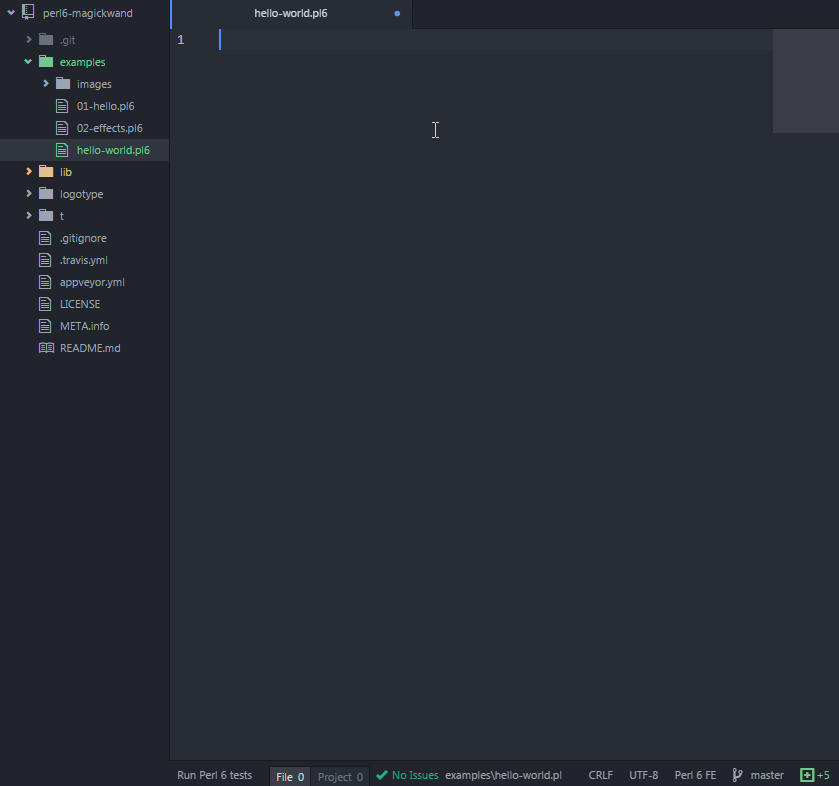 perl6-magickwand
.git
examples
images
01-hello.pl6
02-effects.pl6
hello-world.pl6
lib
logotype
t
.gitignore
.travis.yml
appveyor.yml
LICENSE
META.info
README.md
hello-world.pl6
1
Run Perl 6 tests File 0 Project 0 No Issues examples\hello-world.pl CRLF UTF-8 Perl 6 FE master +5